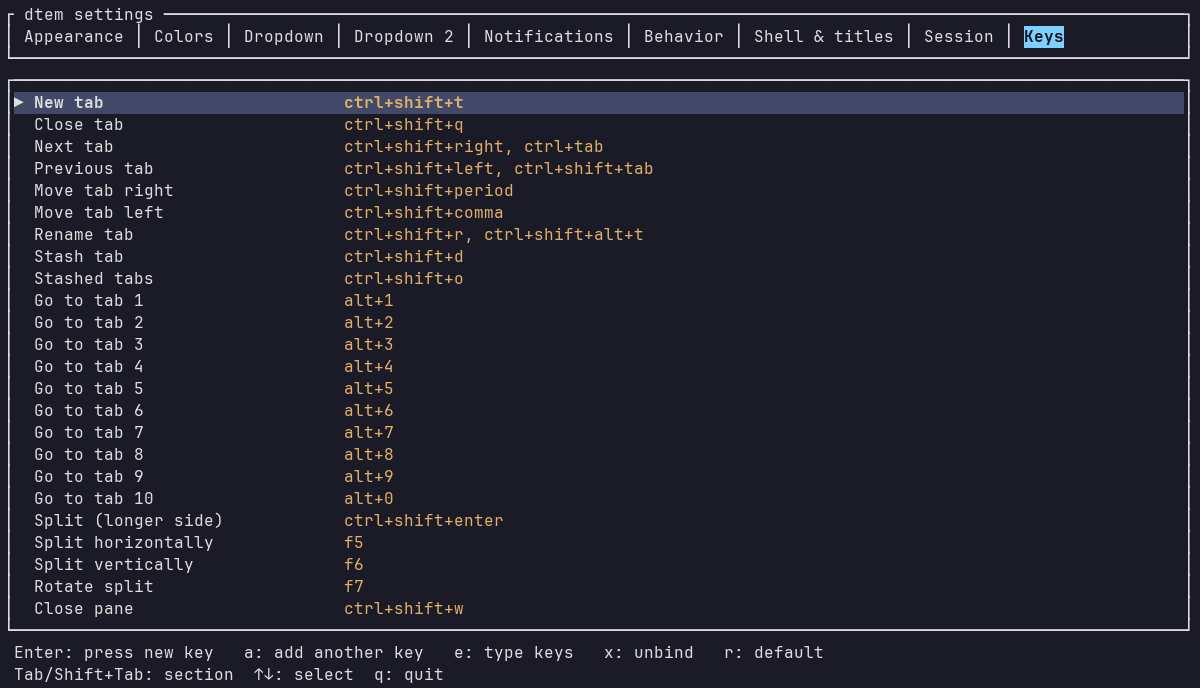 dtem settings
Appearance │ Colors │ Dropdown │ Dropdown 2 │ Notifications │ Behavior │ Shell & titles │ Session │ Keys
▶ New tab ctrl+shift+t
Close tab ctrl+shift+q
Next tab ctrl+shift+right, ctrl+tab
Previous tab ctrl+shift+left, ctrl+shift+tab
Move tab right ctrl+shift+period
Move tab left ctrl+shift+comma
Rename tab ctrl+shift+r, ctrl+shift+alt+t
Stash tab ctrl+shift+d
Stashed tabs ctrl+shift+o
Go to tab 1 alt+1
Go to tab 2 alt+2
Go to tab 3 alt+3
Go to tab 4 alt+4
Go to tab 5 alt+5
Go to tab 6 alt+6
Go to tab 7 alt+7
Go to tab 8 alt+8
Go to tab 9 alt+9
Go to tab 10 alt+0
Split (longer side) ctrl+shift+enter
Split horizontally f5
Split vertically f6
Rotate split f7
Close pane ctrl+shift+w
Enter: press new key a: add another key e: type keys x: unbind r: default
Tab/Shift+Tab: section ↑↓: select q: quit